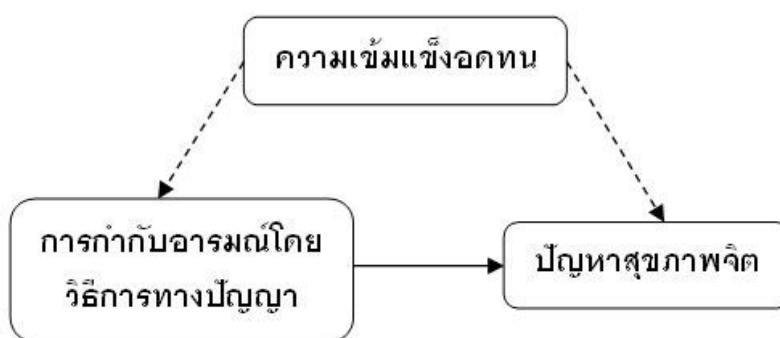 ความเข้มแข็งอดทน
การกำกับอารมณ์โดย
วิธีการทางปัญญา
ปัญหาสุขภาพจิต